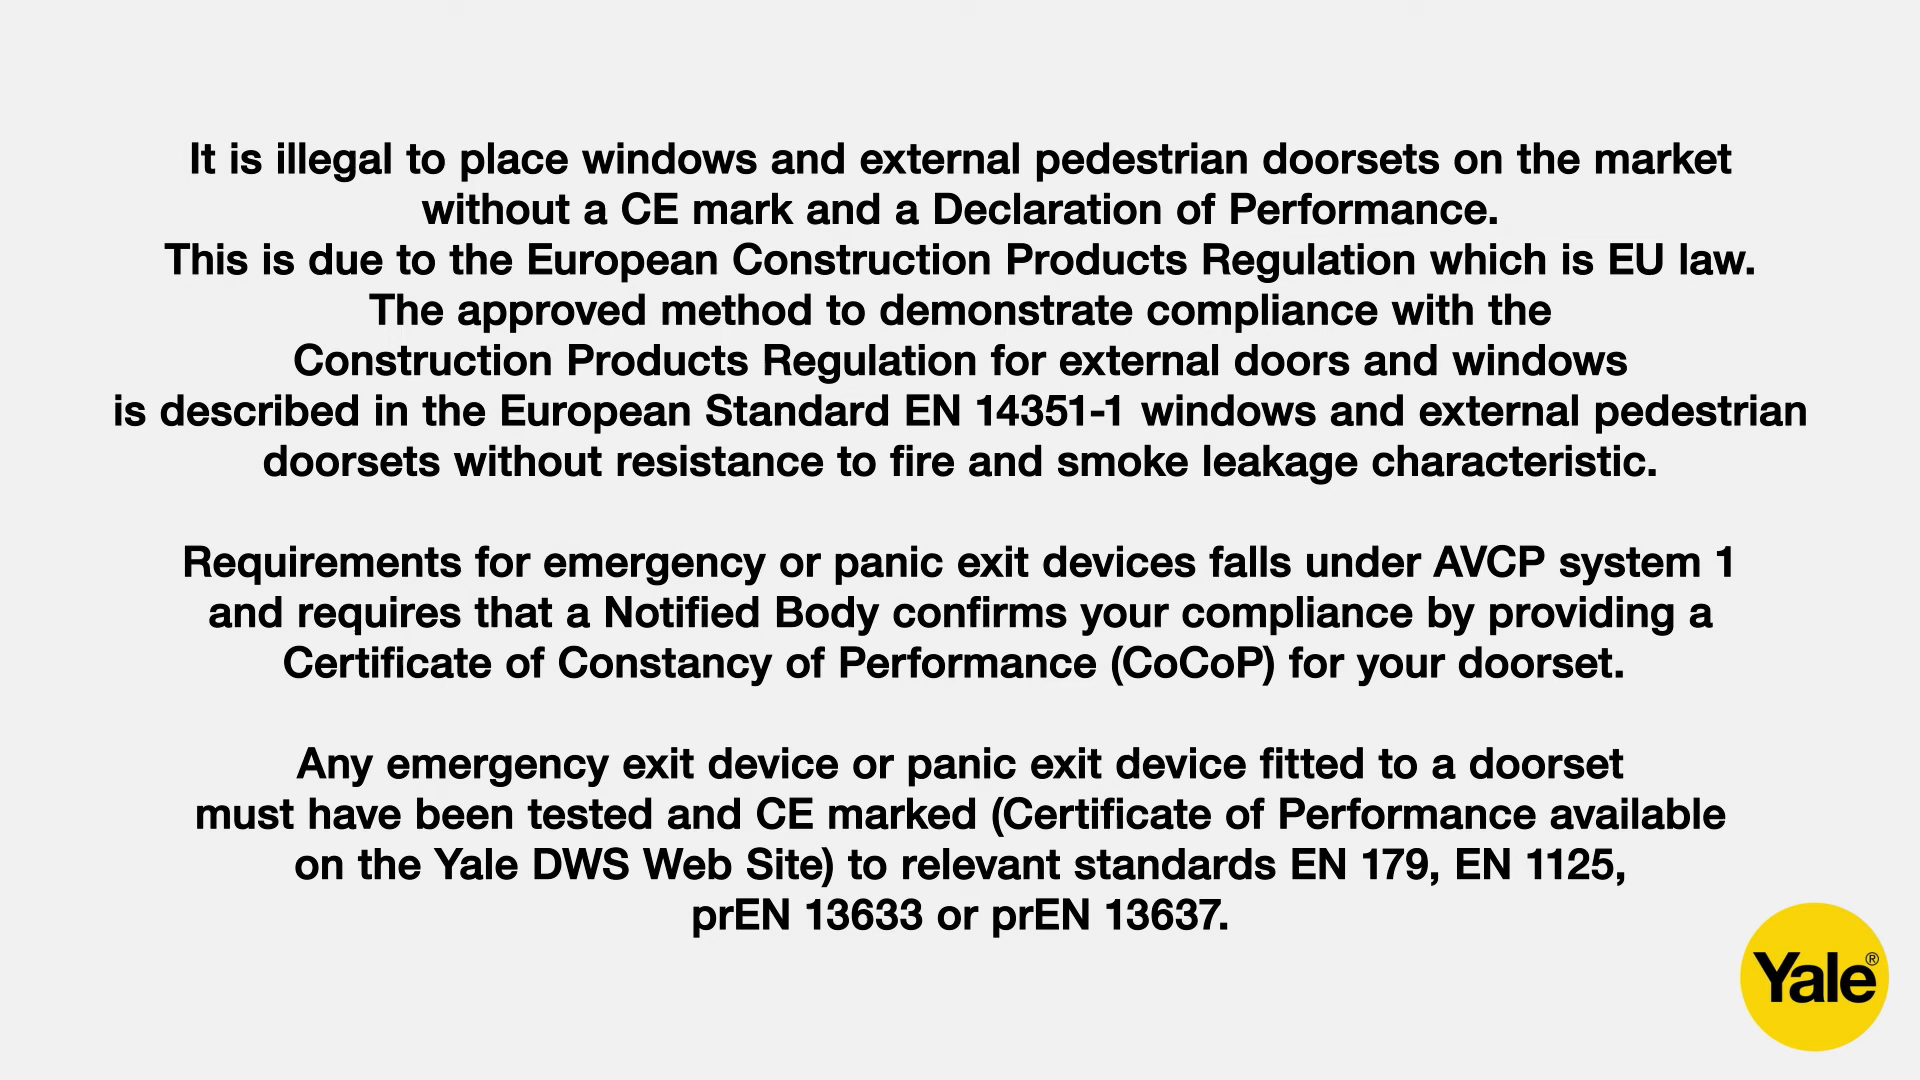 It is illegal to place windows and external pedestrian doorsets on the market
without a CE mark and a Declaration of Performance.
This is due to the European Construction Products Regulation which is EU law.
The approved method to demonstrate compliance with the
Construction Products Regulation for external doors and windows
is described in the European Standard EN 14351-1 windows and external pedestrian
doorsets without resistance to fire and smoke leakage characteristic.
Requirements for emergency or panic exit devices falls under AVCP system 1
and requires that a Notified Body confirms your compliance by providing a
Certificate of Constancy of Performance (CoCoP) for your doorset.
Any emergency exit device or panic exit device fitted to a doorset
must have been tested and CE marked (Certificate of Performance available
on the Yale DWS Web Site) to relevant standards EN 179, EN 1125,
prEN 13633 or prEN 13637.
Yale®